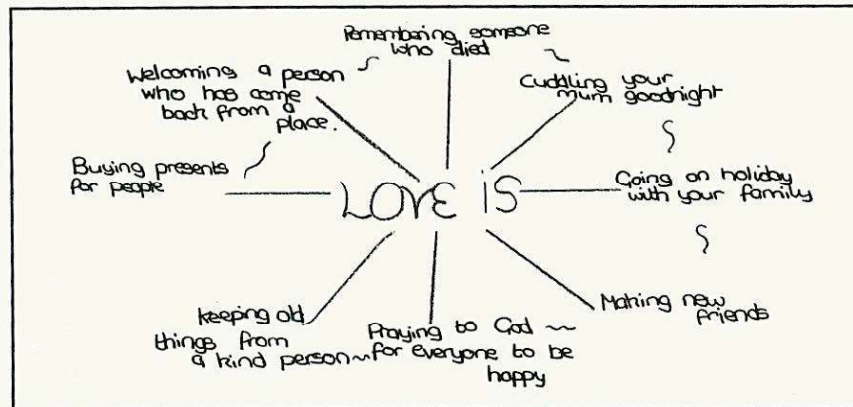 Remembering someone
who died
Welcoming a person
who has come
back from a
place.
Cuddling your
mum goodnight
Buying presents
for people
LOVE IS
Going on holiday
with your family
keeping old
things from
a kind person
Praying to God
for everyone to be
happy
Making new
friends